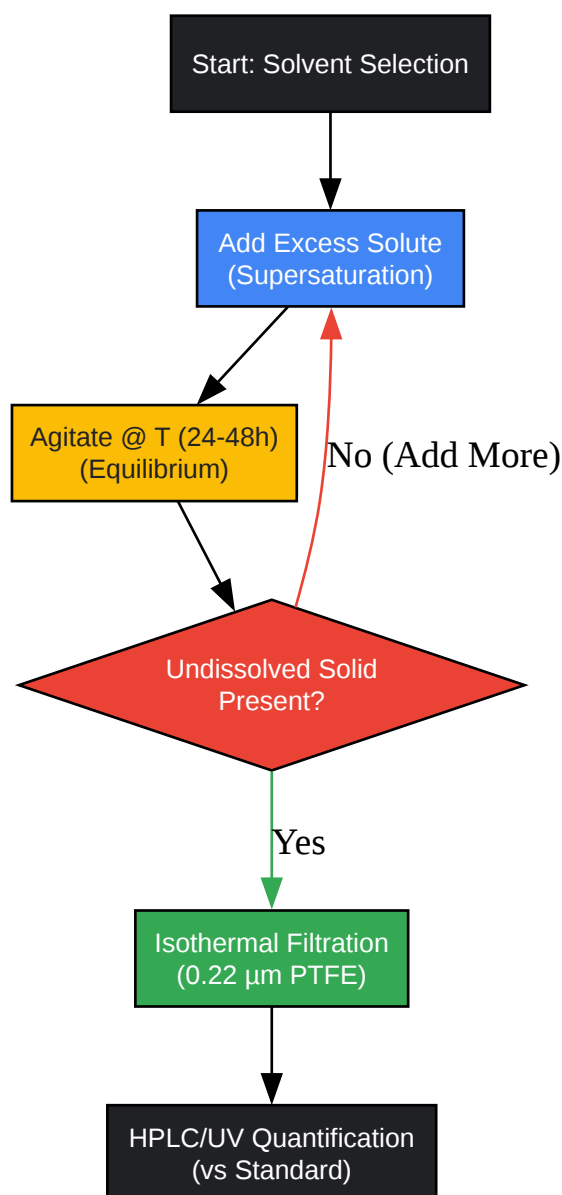 Start: Solvent Selection
Add Excess Solute
(Supersaturation)
Agitate @ T (24-48h)
(Equilibrium)
No (Add More)
Undissolved Solid
Present?
Yes
Isothermal Filtration
(0.22 µm PTFE)
HPLC/UV Quantification
(vs Standard)